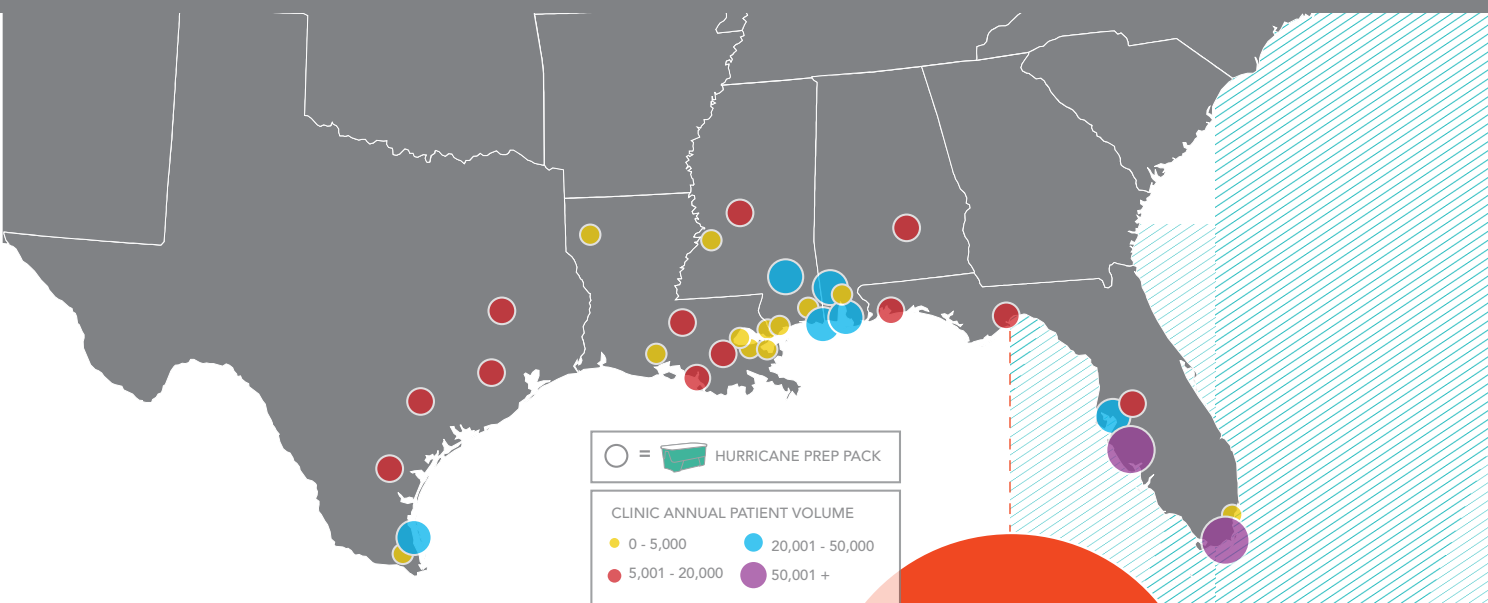 = HURRICANE PREP PACK
CLINIC ANNUAL PATIENT VOLUME
0 - 5,000
20,001 - 50,000
5,001 - 20,000
50,001 +